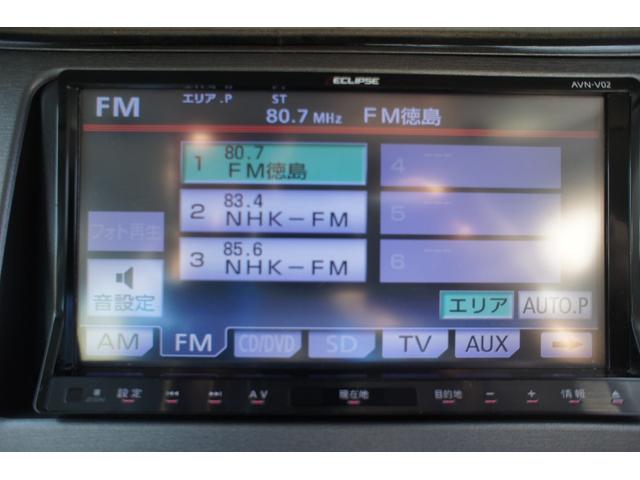 ECLIPSE
AVN-V02
FM
エリア.P
ST
80.7 MHz
FM徳島
1 80.7 FM徳島
2 83.4 NHK-FM
3 85.6 NHK-FM
4
5
6
フォト再生
音設定
エリア
AUTO.P
AM
FM
CD/DVD
SD
TV
AUX
設定
AV
現在地
目的地
−
+
情報